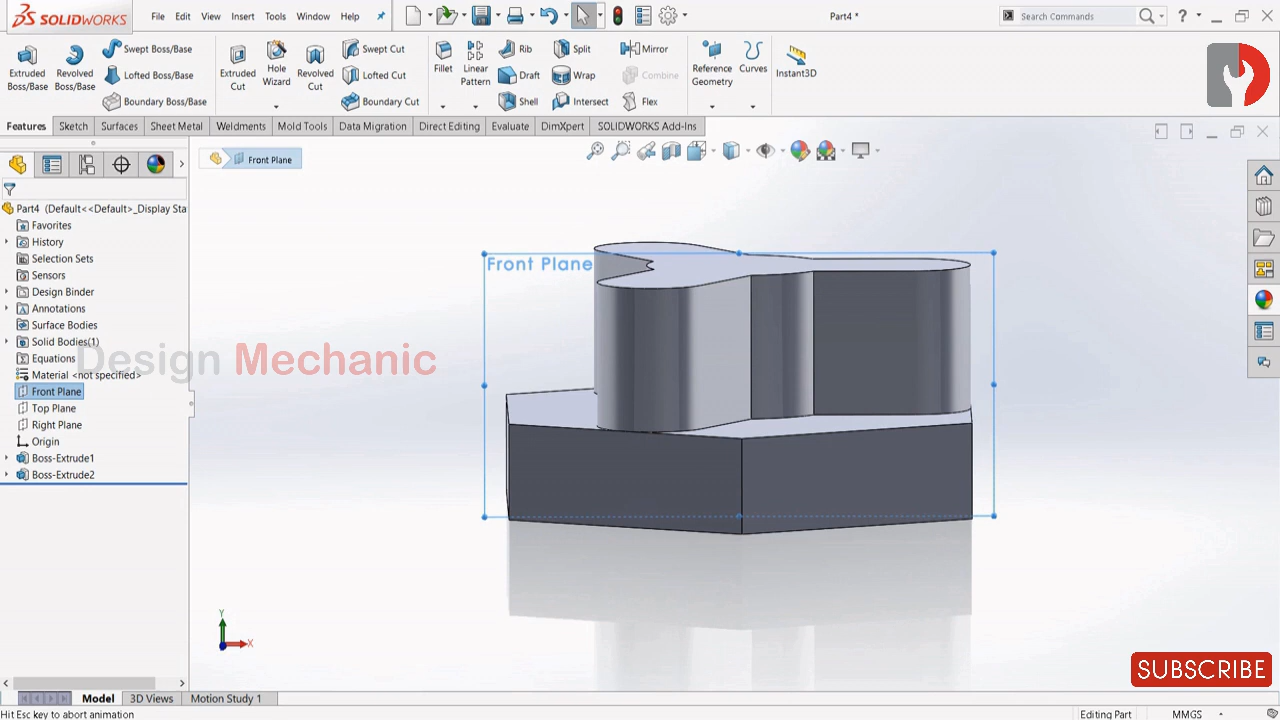 SOLIDWORKS
File Edit View Insert Tools Window Help
Part4 *
Search Commands
?
Extruded Boss/Base
Revolved Boss/Base
Swept Boss/Base
Lofted Boss/Base
Boundary Boss/Base
Extruded Cut
Hole Wizard
Revolved Cut
Swept Cut
Lofted Cut
Boundary Cut
Fillet
Linear Pattern
Rib
Draft
Shell
Split
Wrap
Intersect
Mirror
Combine
Flex
Reference Geometry
Curves
Instant3D
Features Sketch Surfaces Sheet Metal Weldments Mold Tools Data Migration Direct Editing Evaluate DimXpert SOLIDWORKS Add-Ins
Front Plane
Part4 (Default<<Default>_Display Sta
Favorites
History
Selection Sets
Sensors
Design Binder
Annotations
Surface Bodies
Solid Bodies(1)
Equations
Material <not specified>
Front Plane
Top Plane
Right Plane
Origin
Boss-Extrude1
Boss-Extrude2
Design Mechanic
Front Plane
Y
X
SUBSCRIBE
Model 3D Views Motion Study 1
Hit Esc key to abort animation
Editing Part MMGS